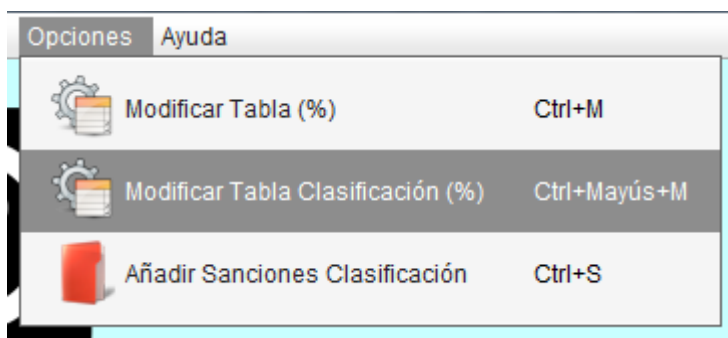 Opciones Ayuda
Modificar Tabla (%) Ctrl+M
Modificar Tabla Clasificación (%) Ctrl+Mayús+M
Añadir Sanciones Clasificación Ctrl+S